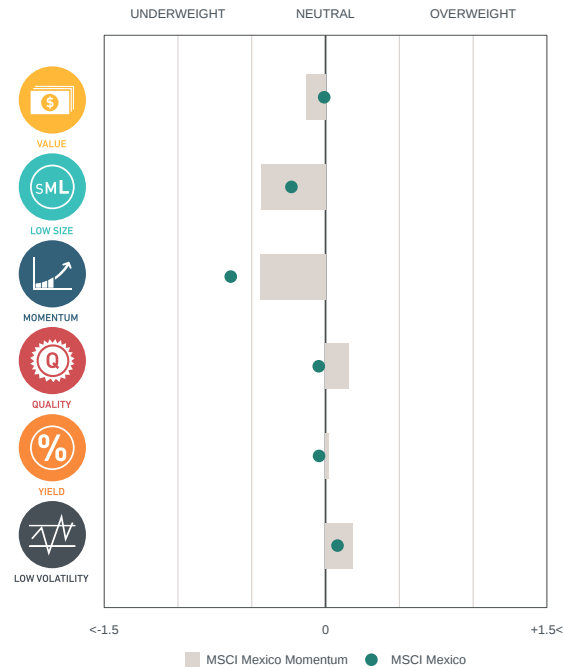 UNDERWEIGHT NEUTRAL OVERWEIGHT
$
VALUE
SML
LOW SIZE
MOMENTUM
Q
QUALITY
%
YIELD
LOW VOLATILITY
<-1.5 0 +1.5<
MSCI Mexico Momentum MSCI Mexico